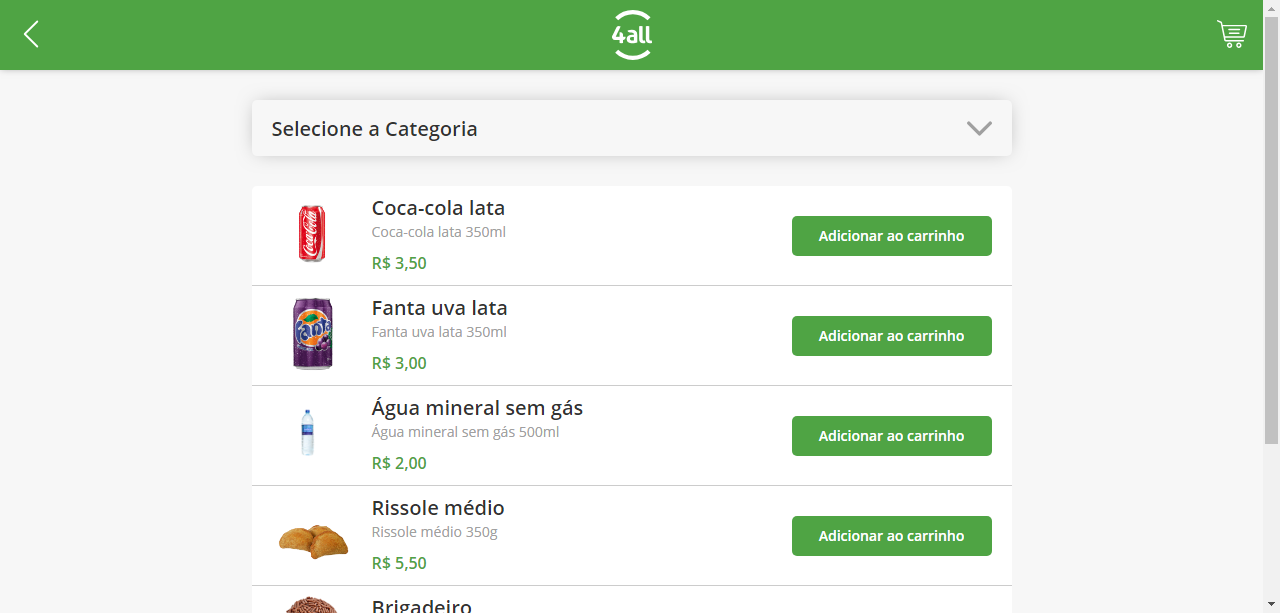 4all
Selecione a Categoria
Coca-cola lata
Coca-cola lata 350ml
R$ 3,50
Adicionar ao carrinho
Coca-Cola
Fanta uva lata
Fanta uva lata 350ml
R$ 3,00
Adicionar ao carrinho
Fanta
Água mineral sem gás
Água mineral sem gás 500ml
R$ 2,00
Adicionar ao carrinho
Rissole médio
Rissole médio 350g
R$ 5,50
Adicionar ao carrinho
Brigadeiro